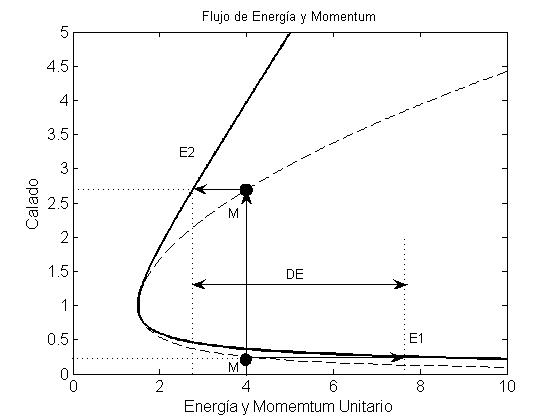 Flujo de Energía y Momentum
5
4.5
4
3.5
3
2.5
2
1.5
1
0.5
0
Calado
E2
M
DE
E1
M
0 2 4 6 8 10
Energía y Momemtum Unitario